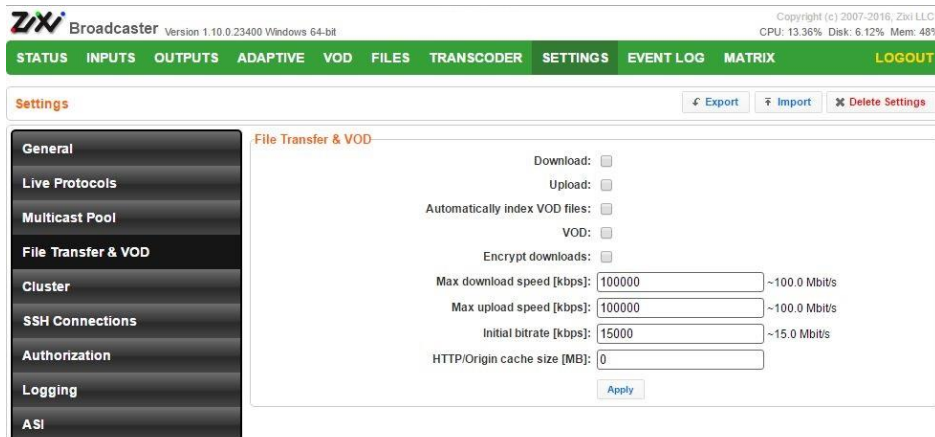 ZiXi Broadcaster Version 1.10.0.23400 Windows 64-bit
Copyright (c) 2007-2016, Zixi LLC
CPU: 13.36% Disk: 6.12% Mem: 48%
STATUS INPUTS OUTPUTS ADAPTIVE VOD FILES TRANSCODER SETTINGS EVENT LOG MATRIX LOGOUT
Settings
Export Import Delete Settings
General
Live Protocols
Multicast Pool
File Transfer & VOD
Cluster
SSH Connections
Authorization
Logging
ASI
File Transfer & VOD
Download:
Upload:
Automatically index VOD files:
VOD:
Encrypt downloads:
Max download speed [kbps]: 100000 ~100.0 Mbit/s
Max upload speed [kbps]: 100000 ~100.0 Mbit/s
Initial bitrate [kbps]: 15000 ~15.0 Mbit/s
HTTP/Origin cache size [MB]: 0
Apply